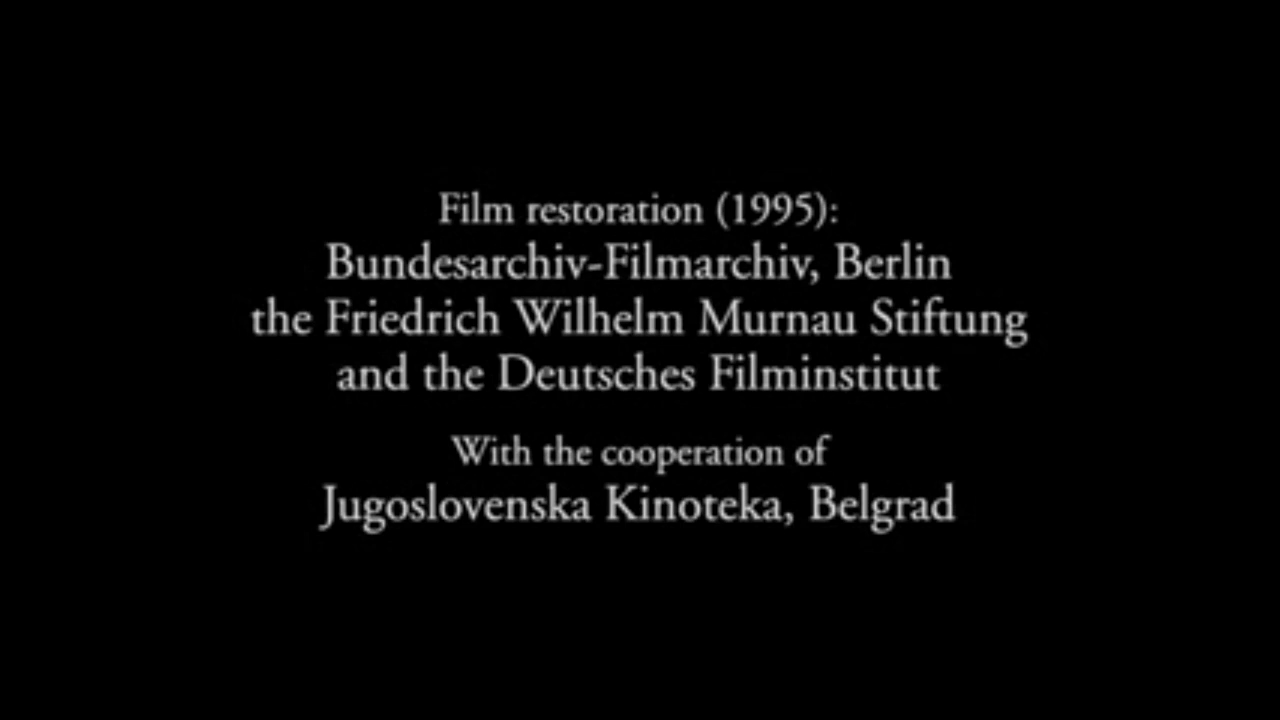 Film restoration (1995):
Bundesarchiv-Filmarchiv, Berlin
the Friedrich Wilhelm Murnau Stiftung
and the Deutsches Filminstitut
With the cooperation of
Jugoslovenska Kinoteka, Belgrad